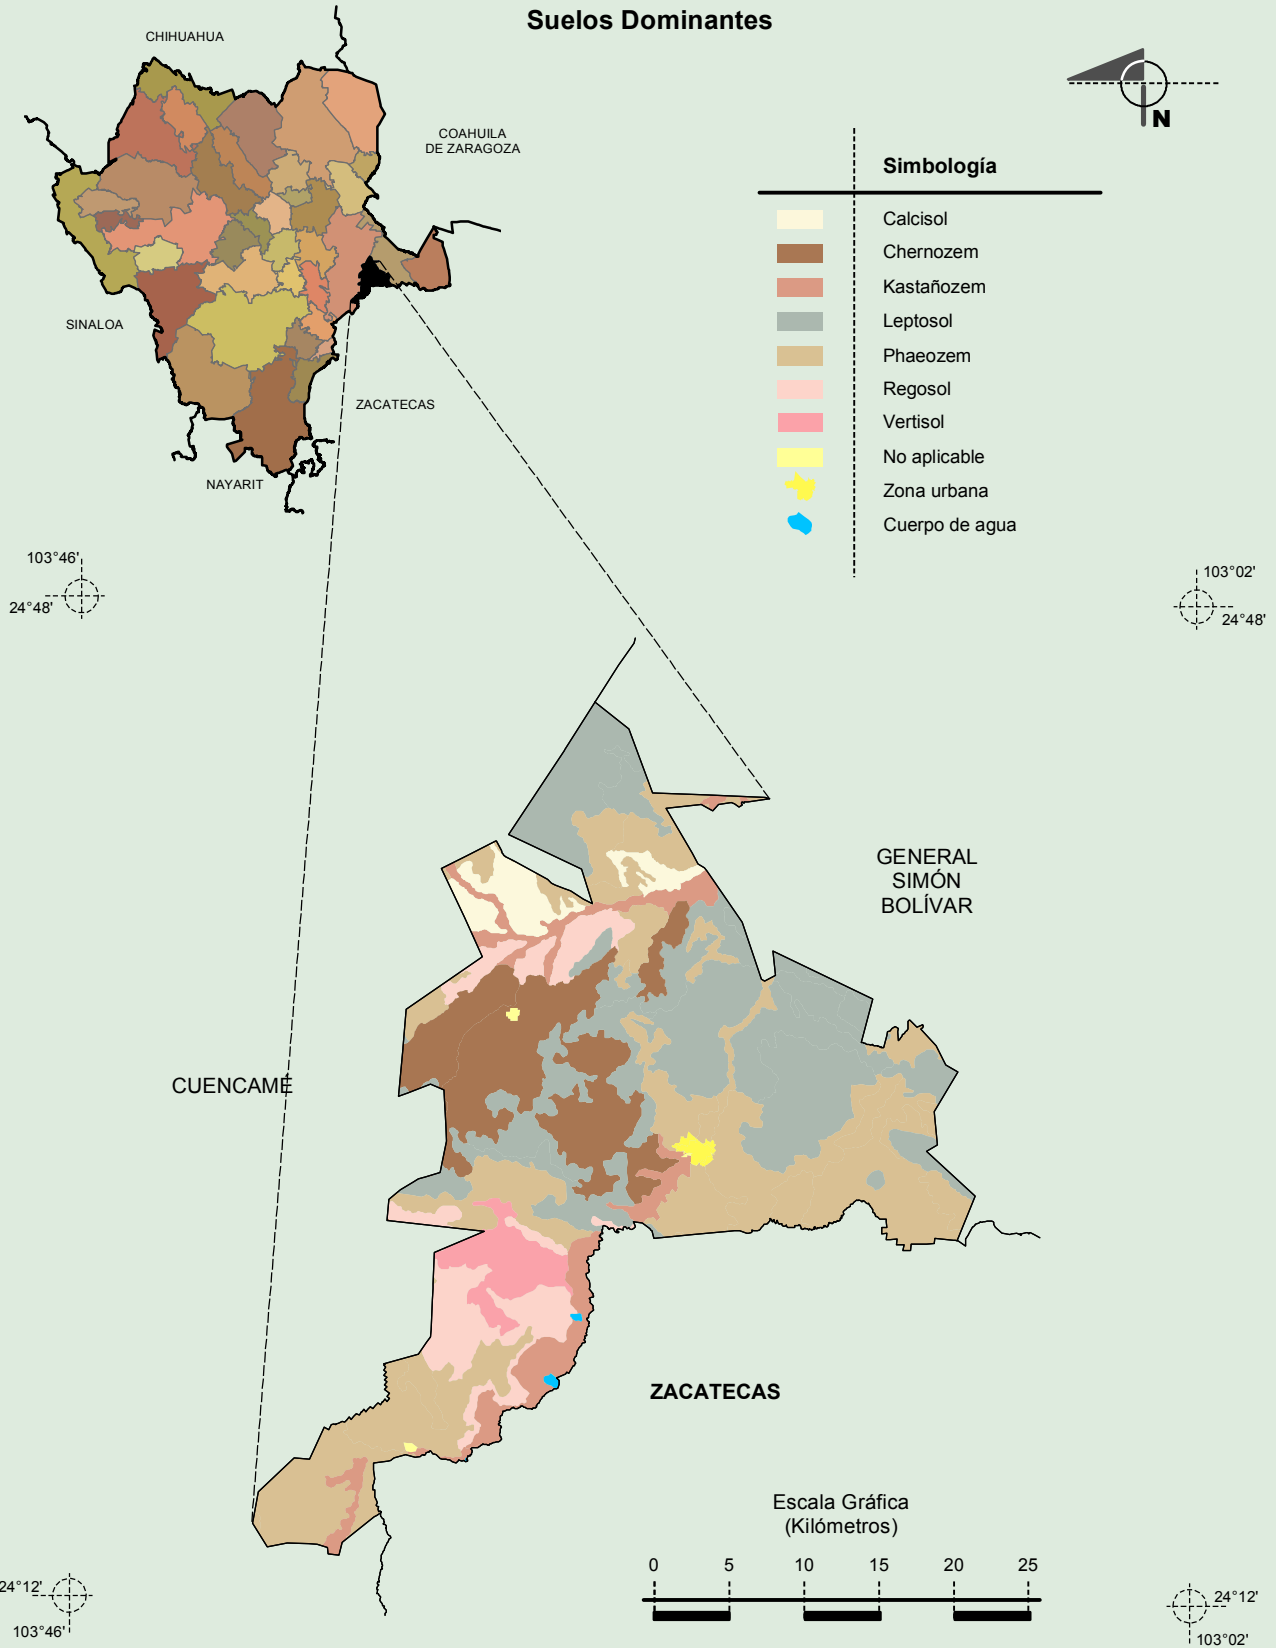 Suelos Dominantes
CHIHUAHUA
COAHUILA
DE ZARAGOZA
SINALOA
ZACATECAS
NAYARIT
N
Simbología
Calcisol
Chernozem
Kastañozem
Leptosol
Phaeozem
Regosol
Vertisol
No aplicable
Zona urbana
Cuerpo de agua
103°46'
24°48'
103°02'
24°48'
GENERAL
SIMÓN
BOLÍVAR
CUENCAMÉ
ZACATECAS
Escala Gráfica
(Kilómetros)
0 5 10 15 20 25
24°12'
103°46'
24°12'
103°02'